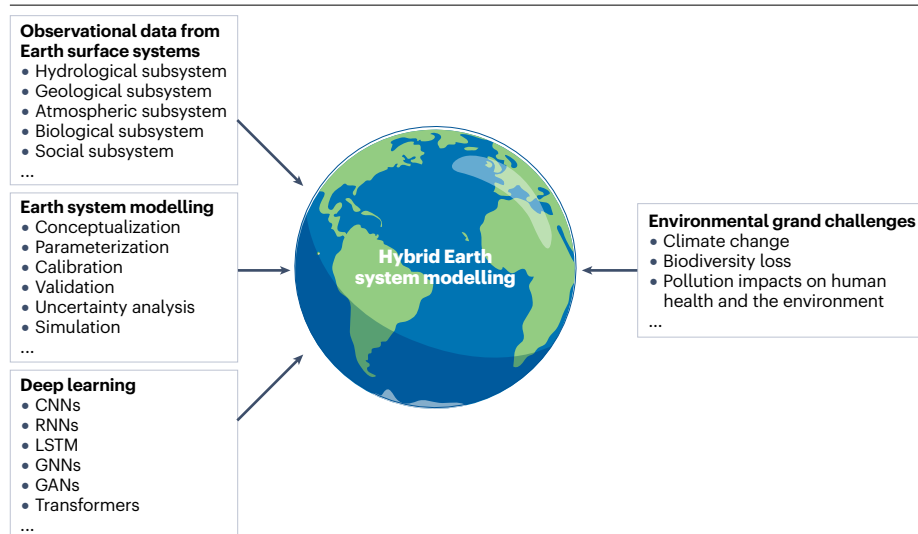 Observational data from
Earth surface systems
• Hydrological subsystem
• Geological subsystem
• Atmospheric subsystem
• Biological subsystem
• Social subsystem
...
Earth system modelling
• Conceptualization
• Parameterization
• Calibration
• Validation
• Uncertainty analysis
• Simulation
...
Deep learning
• CNNs
• RNNs
• LSTM
• GNNs
• GANs
• Transformers
...
Hybrid Earth
system modelling
Environmental grand challenges
• Climate change
• Biodiversity loss
• Pollution impacts on human
health and the environment
...